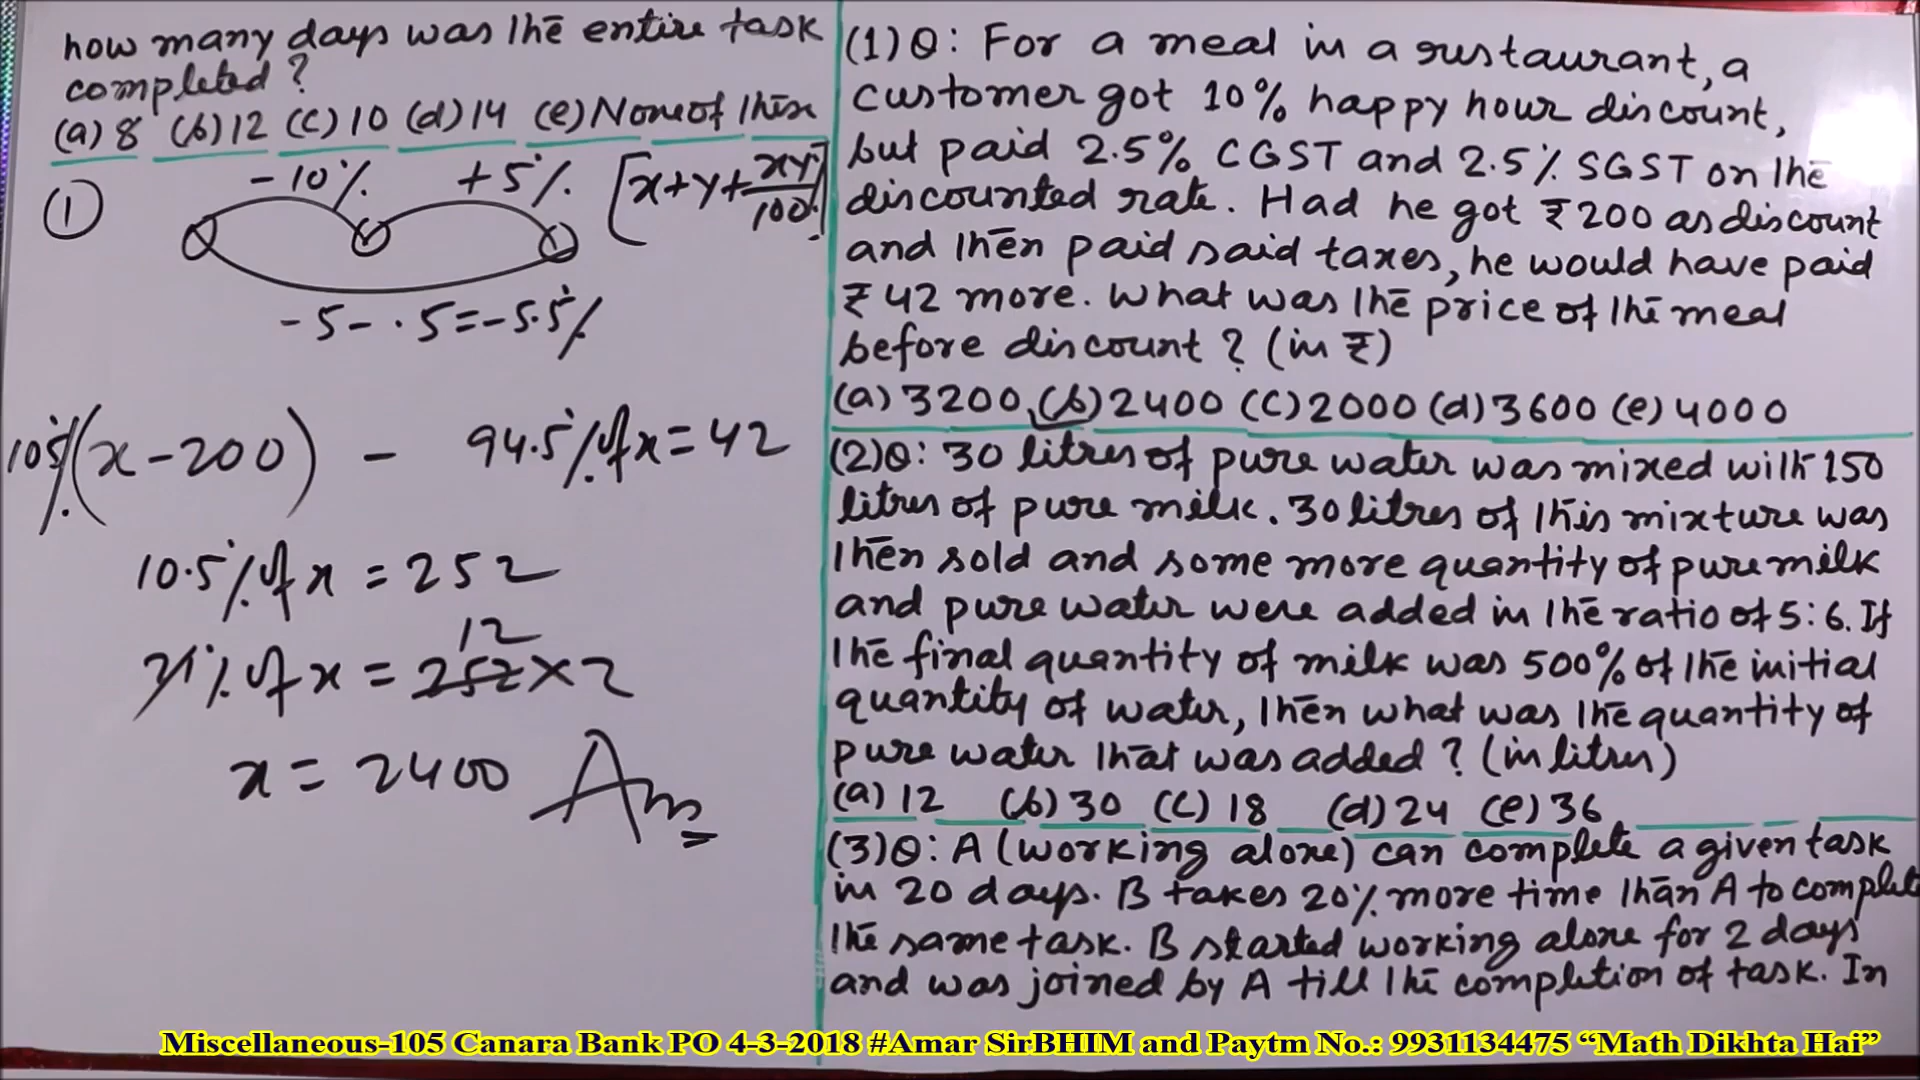 how many days was the entire task
completed?
(a) 8 (b) 12 (c) 10 (d) 14 (e) None of these
① -10% +5% [x+y+xy/100]
-5-.5=-5.5%
105%(x-200) - 94.5% of x = 42
10.5% of x = 252
12
21% of x = 252×2
x = 2400 Ans
(1)Q: For a meal in a restaurant, a
customer got 10% happy hour discount,
but paid 2.5% CGST and 2.5% SGST on the
discounted rate. Had he got ₹200 as discount
and then paid said taxes, he would have paid
₹42 more. What was the price of the meal
before discount? (in ₹)
(a) 3200 (b) 2400 (c) 2000 (d) 3600 (e) 4000
(2)Q: 30 litres of pure water was mixed with 150
litres of pure milk. 30 litres of this mixture was
then sold and some more quantity of pure milk
and pure water were added in the ratio of 5:6. If
the final quantity of milk was 500% of the initial
quantity of water, then what was the quantity of
pure water that was added? (in litres)
(a) 12 (b) 30 (c) 18 (d) 24 (e) 36
(3)Q: A (working alone) can complete a given task
in 20 days. B takes 20% more time than A to complete
the same task. B started working alone for 2 days
and was joined by A till the completion of task. In
Miscellaneous-105 Canara Bank PO 4-3-2018 #Amar SirBHIM and Paytm No.: 9931134475 “Math Dikhta Hai”